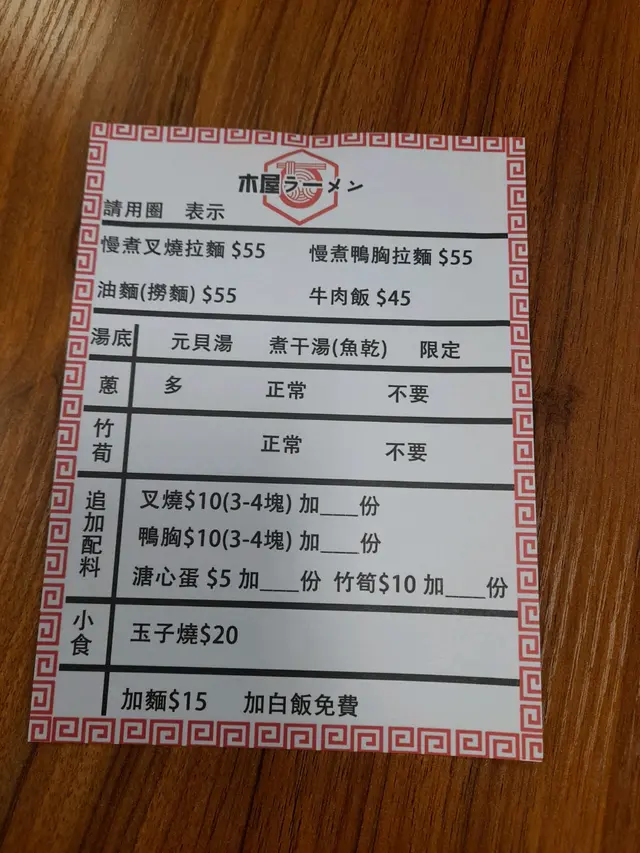 木屋ラーメン
請用圈 表示
慢煮叉燒拉麵 $55 慢煮鴨胸拉麵 $55
油麵(撈麵) $55 牛肉飯 $45
湯底 元貝湯 煮干湯(魚乾) 限定
蔥 多 正常 不要
竹筍 正常 不要
追加配料
叉燒$10(3-4塊) 加___份
鴨胸$10(3-4塊) 加___份
溏心蛋 $5 加___份 竹筍$10 加___份
小食 玉子燒$20
加麵$15 加白飯免費